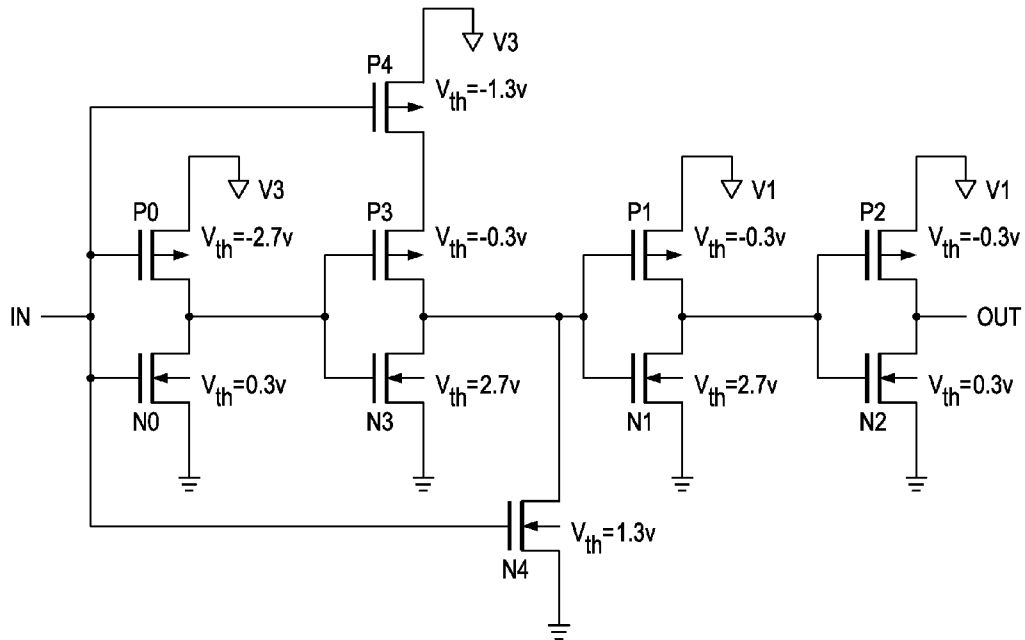 V3
P4
Vth=-1.3v
V3
V1
V1
P0
P3
P1
P2
Vth=-2.7v
Vth=-0.3v
Vth=-0.3v
Vth=-0.3v
IN
OUT
Vth=0.3v
Vth=2.7v
Vth=2.7v
Vth=0.3v
N0
N3
N1
N2
Vth=1.3v
N4